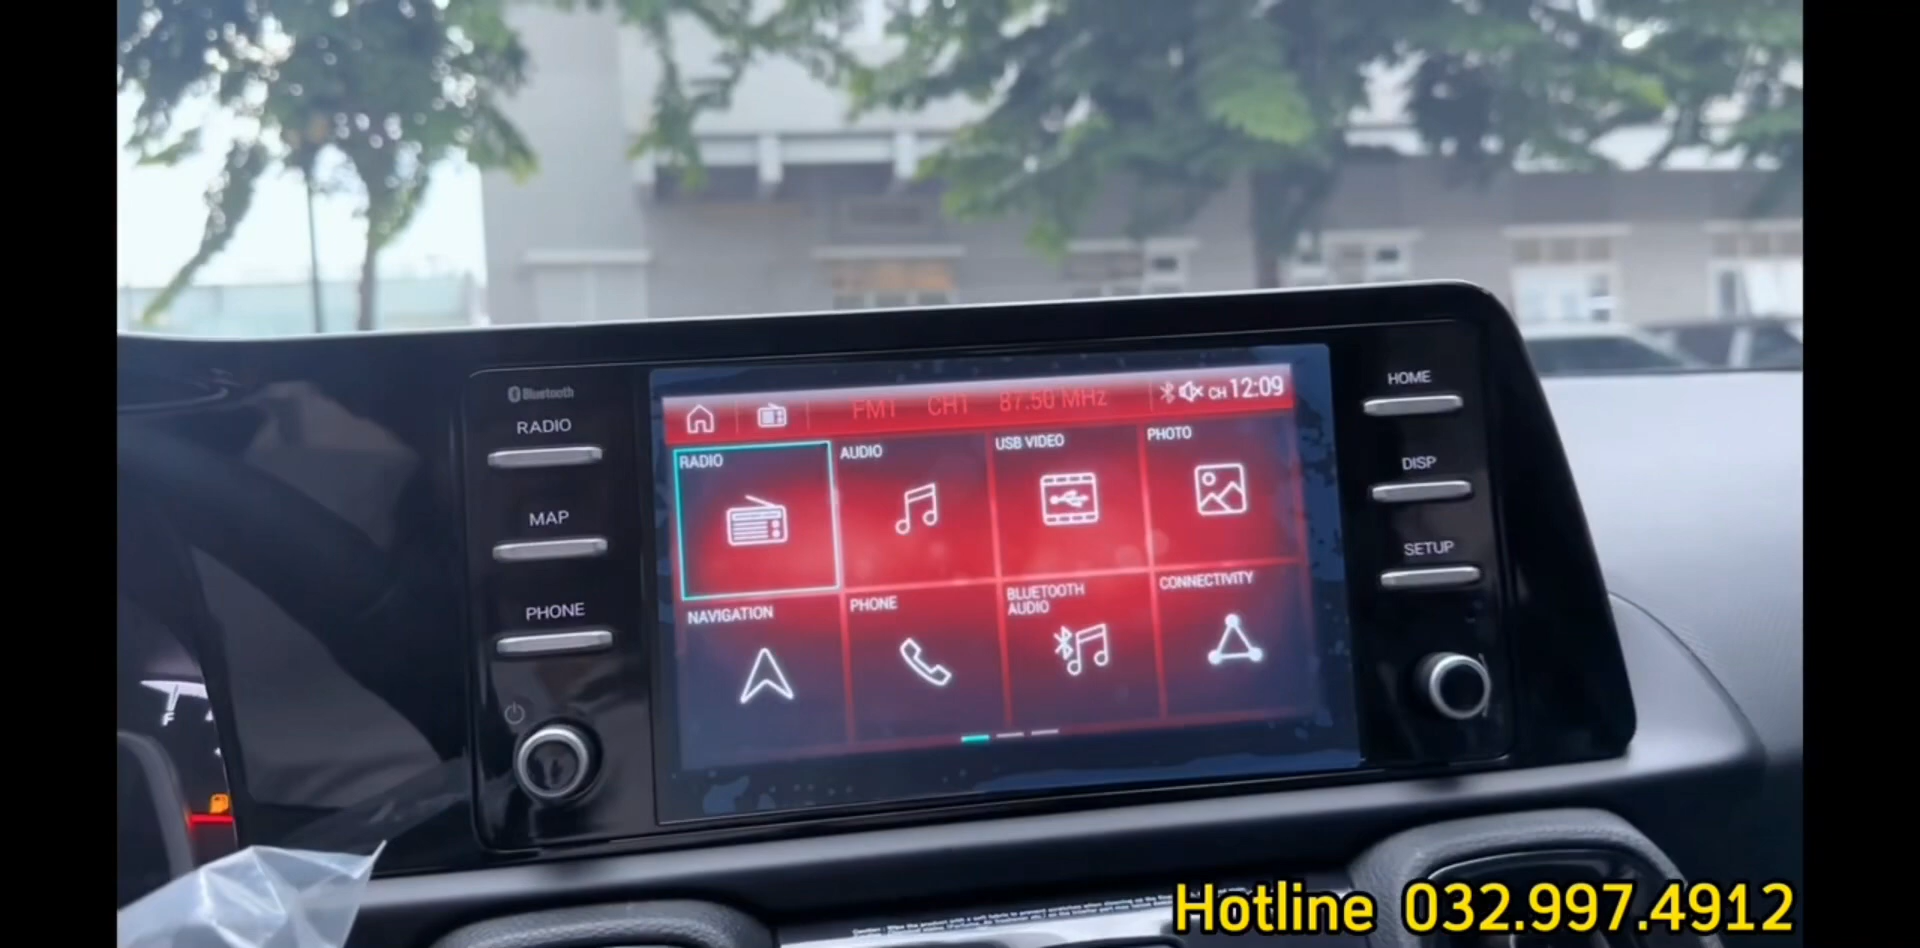 Bluetooth
RADIO
MAP
PHONE
FM1 CH1 87.50 MHz
CH 12:09
RADIO
AUDIO
USB VIDEO
PHOTO
NAVIGATION
PHONE
BLUETOOTH
AUDIO
CONNECTIVITY
HOME
DISP
SETUP
F
Hotline 032.997.4912